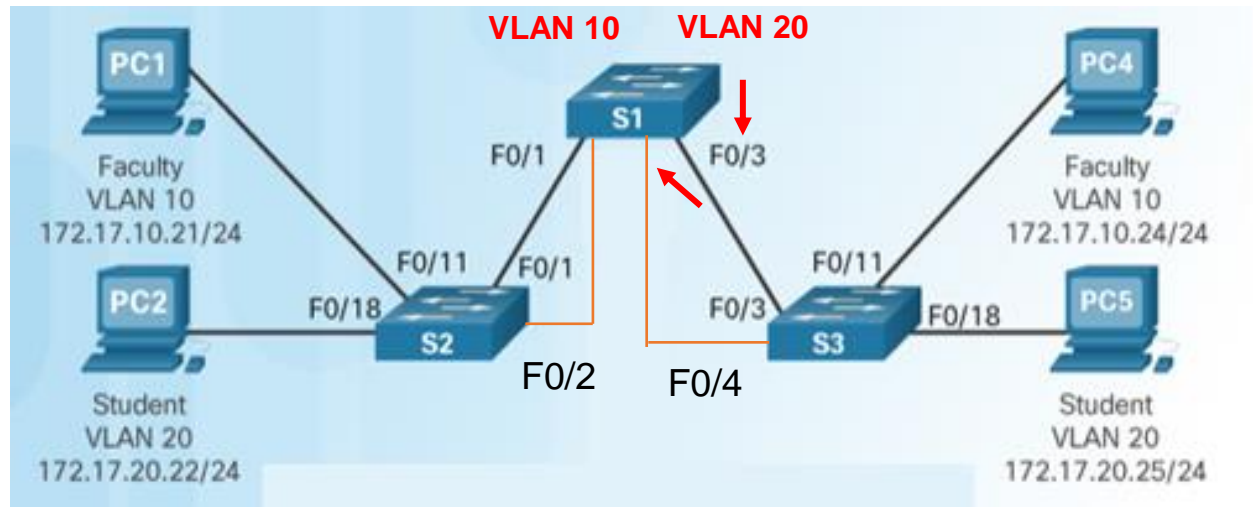 VLAN 10 VLAN 20
PC1
S1
PC4
F0/1
F0/3
Faculty
VLAN 10
172.17.10.21/24
Faculty
VLAN 10
172.17.10.24/24
F0/11
F0/1
F0/11
PC2
F0/18
S2
F0/3
S3
F0/18
PC5
F0/2
F0/4
Student
VLAN 20
172.17.20.22/24
Student
VLAN 20
172.17.20.25/24